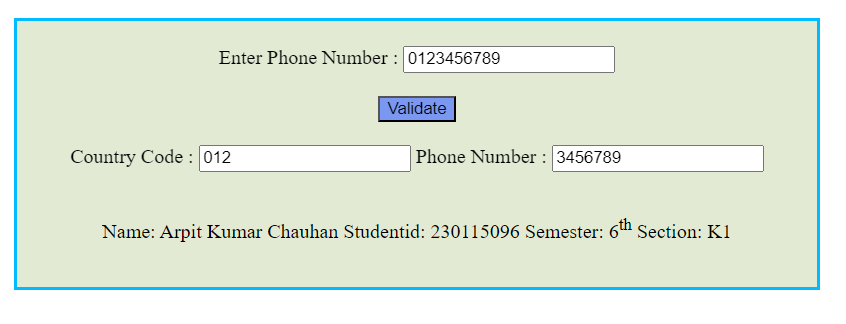 Enter Phone Number : 0123456789
Validate
Country Code : 012 Phone Number : 3456789
Name: Arpit Kumar Chauhan Studentid: 230115096 Semester: 6th Section: K1